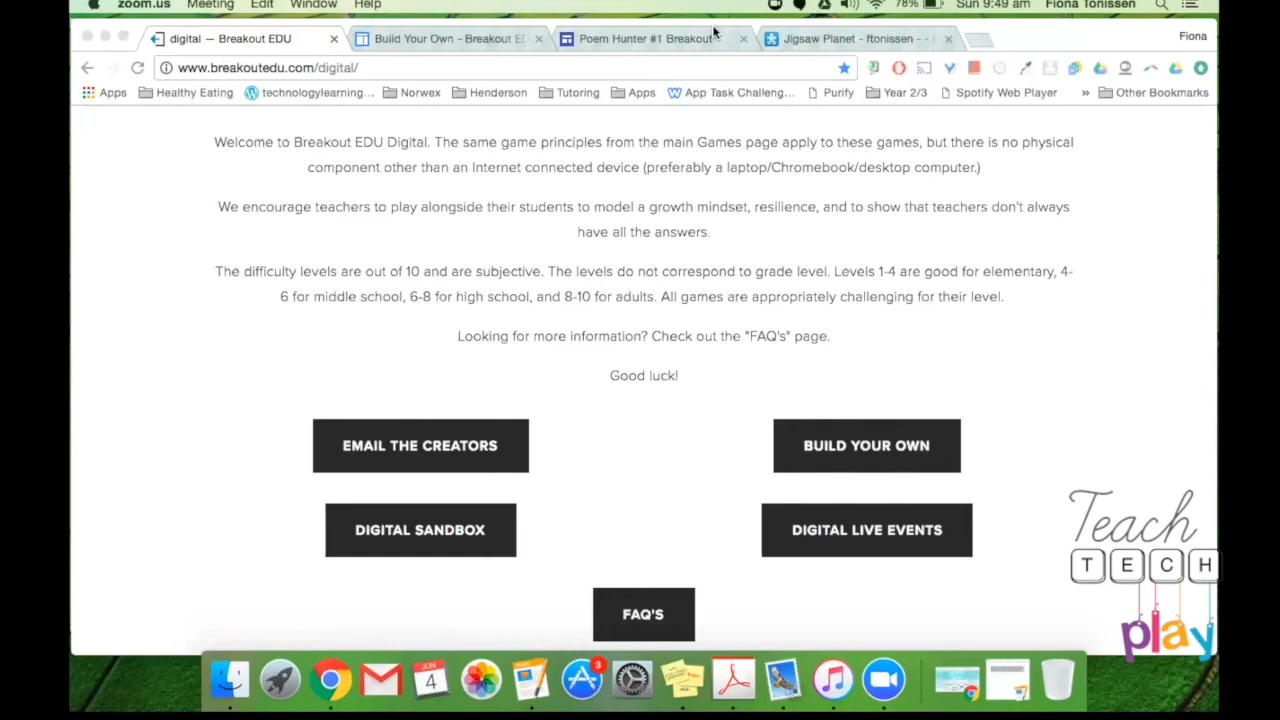 zoom.us Meeting Edit Window Help 78% Sun 9:49 am Fiona Tonissen
digital — Breakout EDU Build Your Own - Breakout ED Poem Hunter #1 Breakout Jigsaw Planet - ftonissen - Fiona
www.breakoutedu.com/digital/
Apps Healthy Eating technologylearning... Norwex Henderson Tutoring Apps App Task Challeng... Purify Year 2/3 Spotify Web Player » Other Bookmarks
Welcome to Breakout EDU Digital. The same game principles from the main Games page apply to these games, but there is no physical
component other than an Internet connected device (preferably a laptop/Chromebook/desktop computer.)
We encourage teachers to play alongside their students to model a growth mindset, resilience, and to show that teachers don't always
have all the answers.
The difficulty levels are out of 10 and are subjective. The levels do not correspond to grade level. Levels 1-4 are good for elementary, 4-
6 for middle school, 6-8 for high school, and 8-10 for adults. All games are appropriately challenging for their level.
Looking for more information? Check out the "FAQ's" page.
Good luck!
EMAIL THE CREATORS BUILD YOUR OWN
DIGITAL SANDBOX DIGITAL LIVE EVENTS
FAQ'S
Teach
TECH
play
JUN
4
3